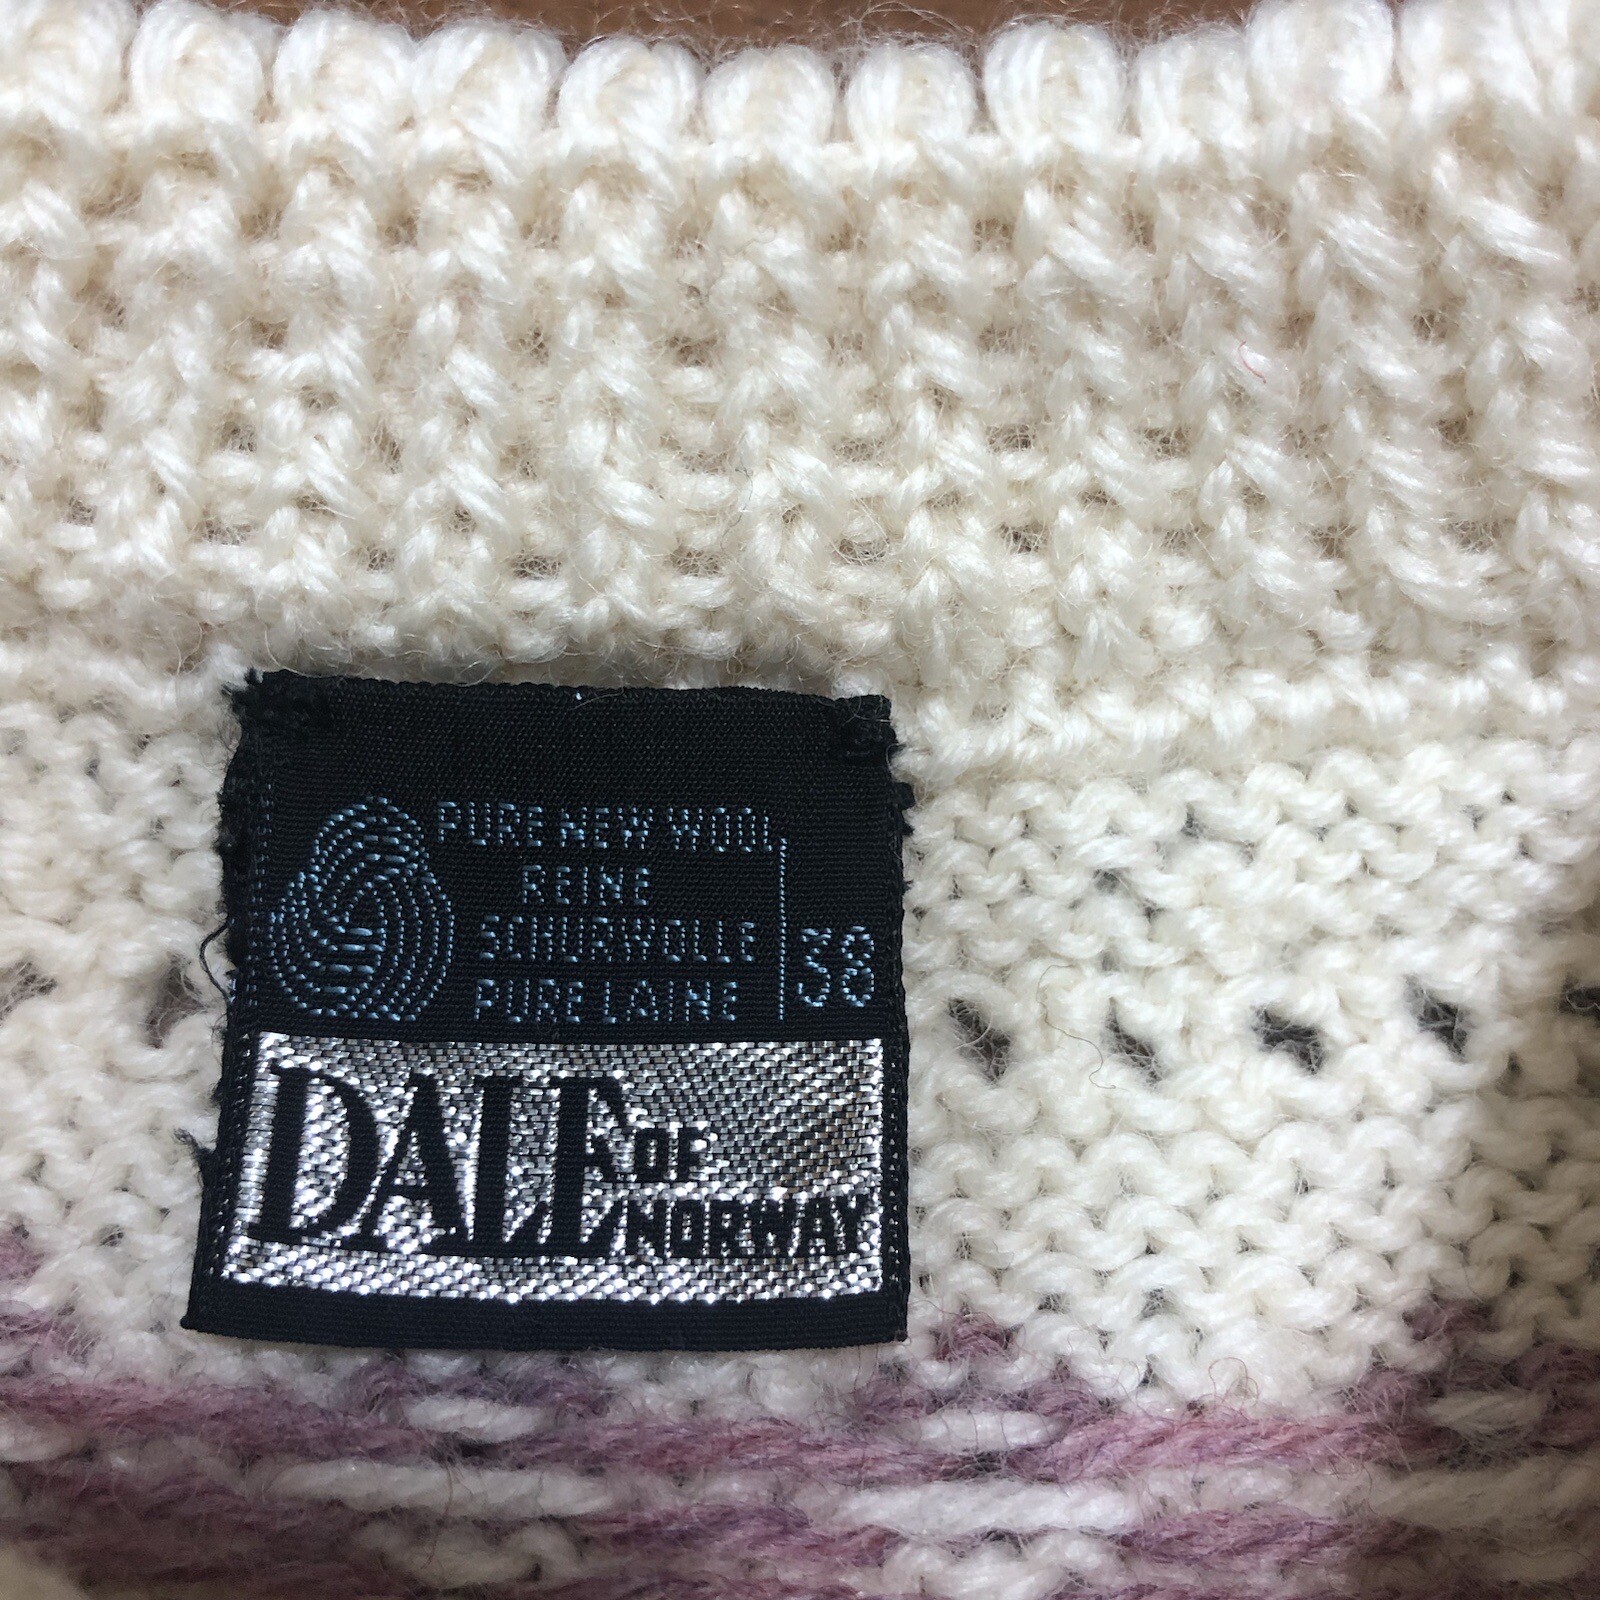 PURE NEW WOOL
REINE
SCHURWOLLE
PURE LAINE
38
DALE OF
NORWAY